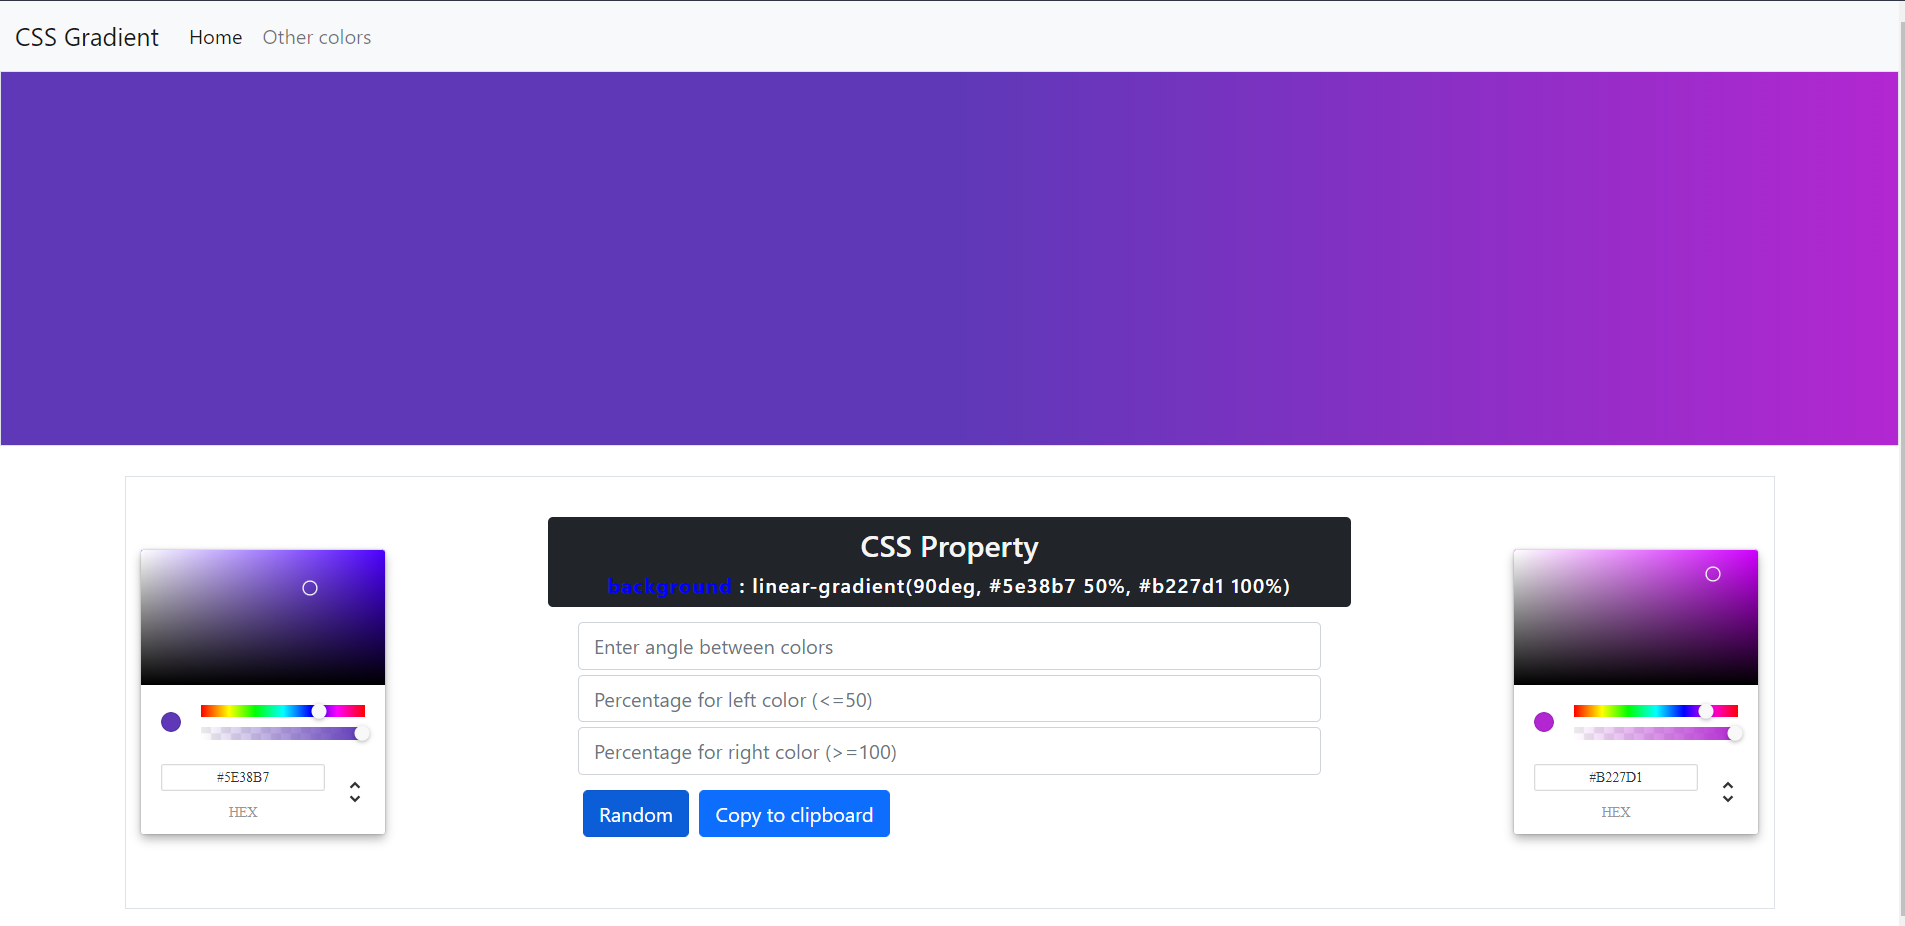 CSS Gradient Home Other colors
CSS Property
background : linear-gradient(90deg, #5e38b7 50%, #b227d1 100%)
Enter angle between colors
Percentage for left color (<=50)
Percentage for right color (>=100)
Random Copy to clipboard
#5E38B7
HEX
#B227D1
HEX